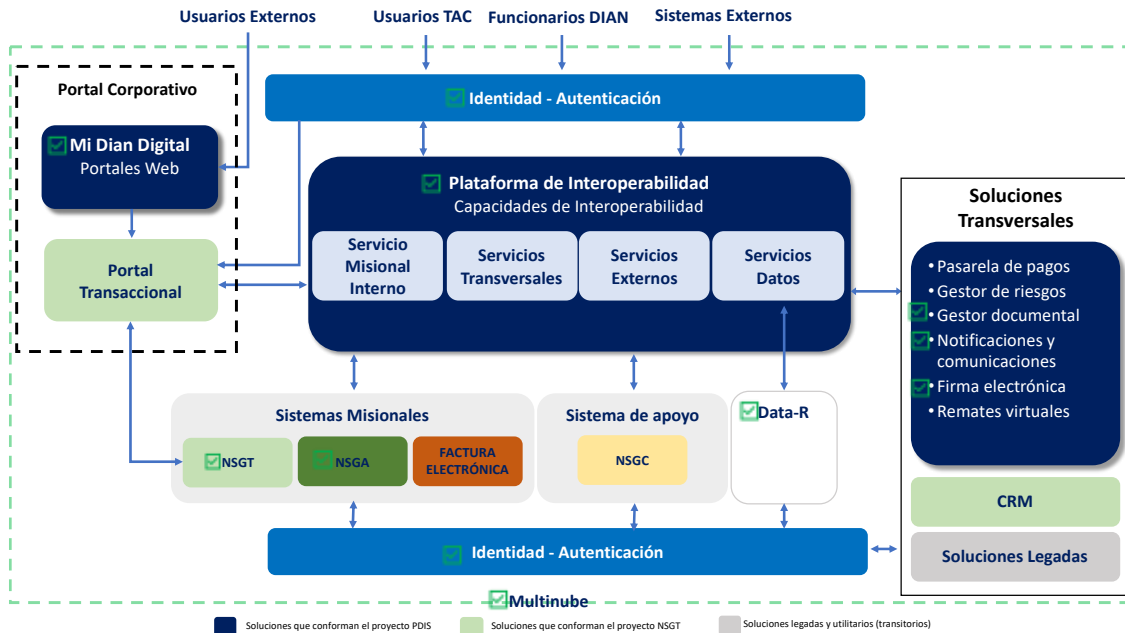 Usuarios Externos
Usuarios TAC
Funcionarios DIAN
Sistemas Externos
Portal Corporativo
Identidad - Autenticación
Mi Dian Digital
Portales Web
Plataforma de Interoperabilidad
Capacidades de Interoperabilidad
Servicio
Misional
Interno
Servicios
Transversales
Servicios
Externos
Servicios
Datos
Portal
Transaccional
Soluciones
Transversales
• Pasarela de pagos
• Gestor de riesgos
• Gestor documental
• Notificaciones y
comunicaciones
• Firma electrónica
• Remates virtuales
CRM
Soluciones Legadas
Sistemas Misionales
NSGT
NSGA
FACTURA
ELECTRÓNICA
Sistema de apoyo
NSGC
Data-R
Identidad - Autenticación
Multinube
Soluciones que conforman el proyecto PDIS
Soluciones que conforman el proyecto NSGT
Soluciones legadas y utilitarios (transitorios)